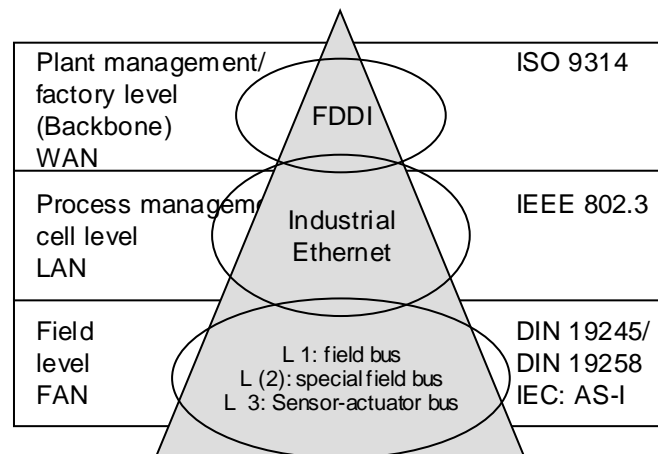 Plant management/
factory level
(Backbone)
WAN
FDDI
ISO 9314
Process manageme
cell level
LAN
Industrial
Ethernet
IEEE 802.3
Field
level
FAN
L 1: field bus
L (2): special field bus
L 3: Sensor-actuator bus
DIN 19245/
DIN 19258
IEC: AS-I